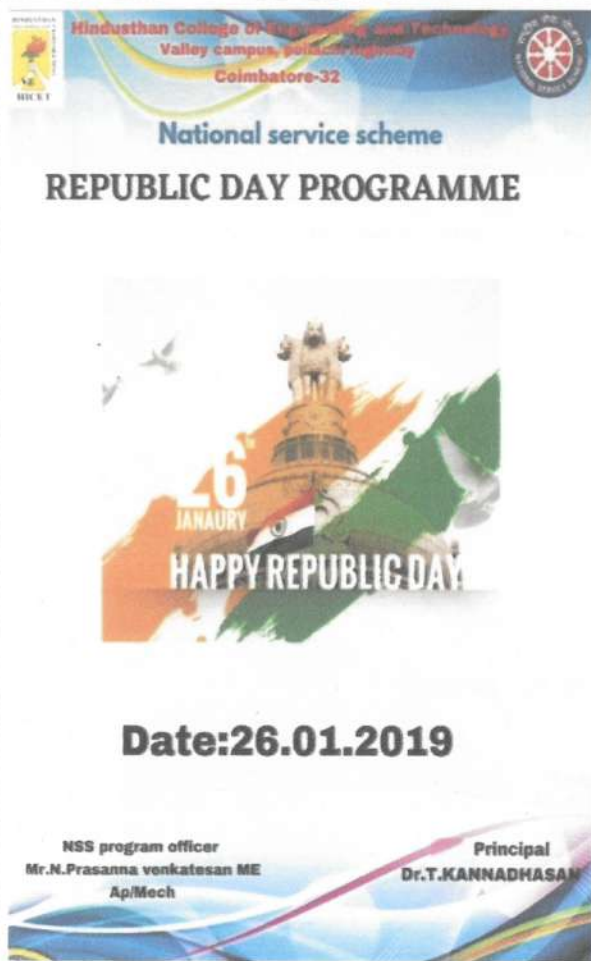 HINDUSTHAN
HICET
Hindusthan College of Engineering and Technology
Valley campus, pollachi highway
Coimbatore-32
National service scheme
REPUBLIC DAY PROGRAMME
26
JANAURY
HAPPY REPUBLIC DAY
Date:26.01.2019
NSS program officer
Mr.N.Prasanna venkatesan ME
Ap/Mech
Principal
Dr.T.KANNADHASAN